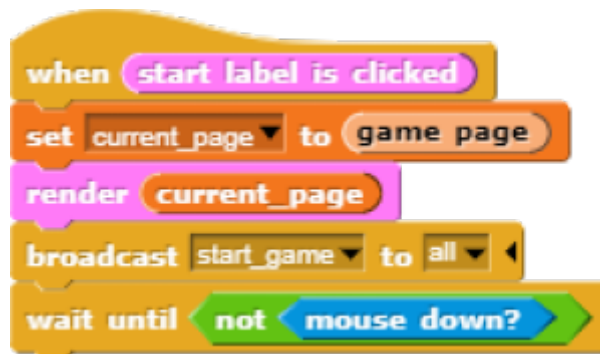 when start label is clicked
set current_page to game page
render current_page
broadcast start_game to all
wait until not mouse down?